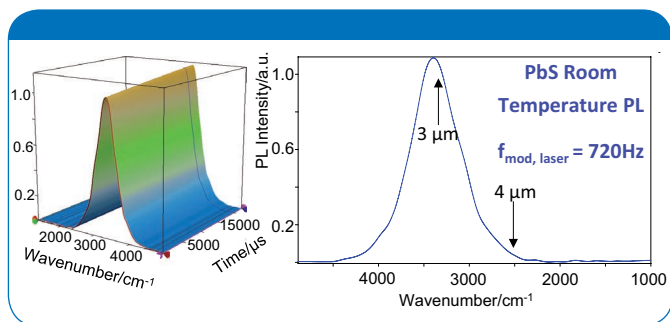 1.0
0.6
0.2
2000
3000
4000
Wavenumber/cm-1
5000
15000
Time/µs
PL Intensity/a.u.
1.0
0.6
0.2
PbS Room
Temperature PL
fmod, laser = 720Hz
3 µm
4 µm
4000 3000 2000 1000
Wavenumber/cm-1